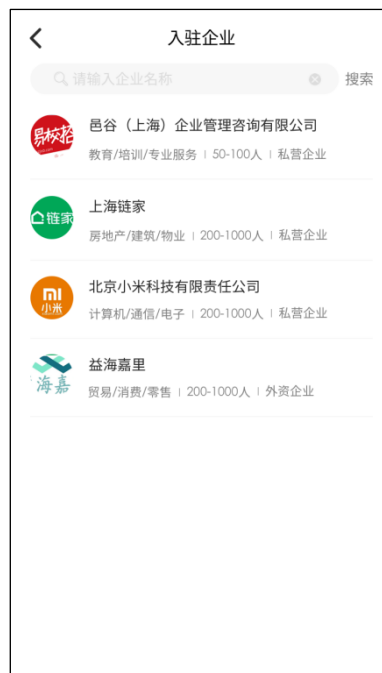 入驻企业
请输入企业名称
搜索
易校招
邑谷（上海）企业管理咨询有限公司
教育/培训/专业服务 | 50-100人 | 私营企业
链家
上海链家
房地产/建筑/物业 | 200-1000人 | 私营企业
小米
北京小米科技有限责任公司
计算机/通信/电子 | 200-1000人 | 私营企业
海嘉
益海嘉里
贸易/消费/零售 | 200-1000人 | 外资企业